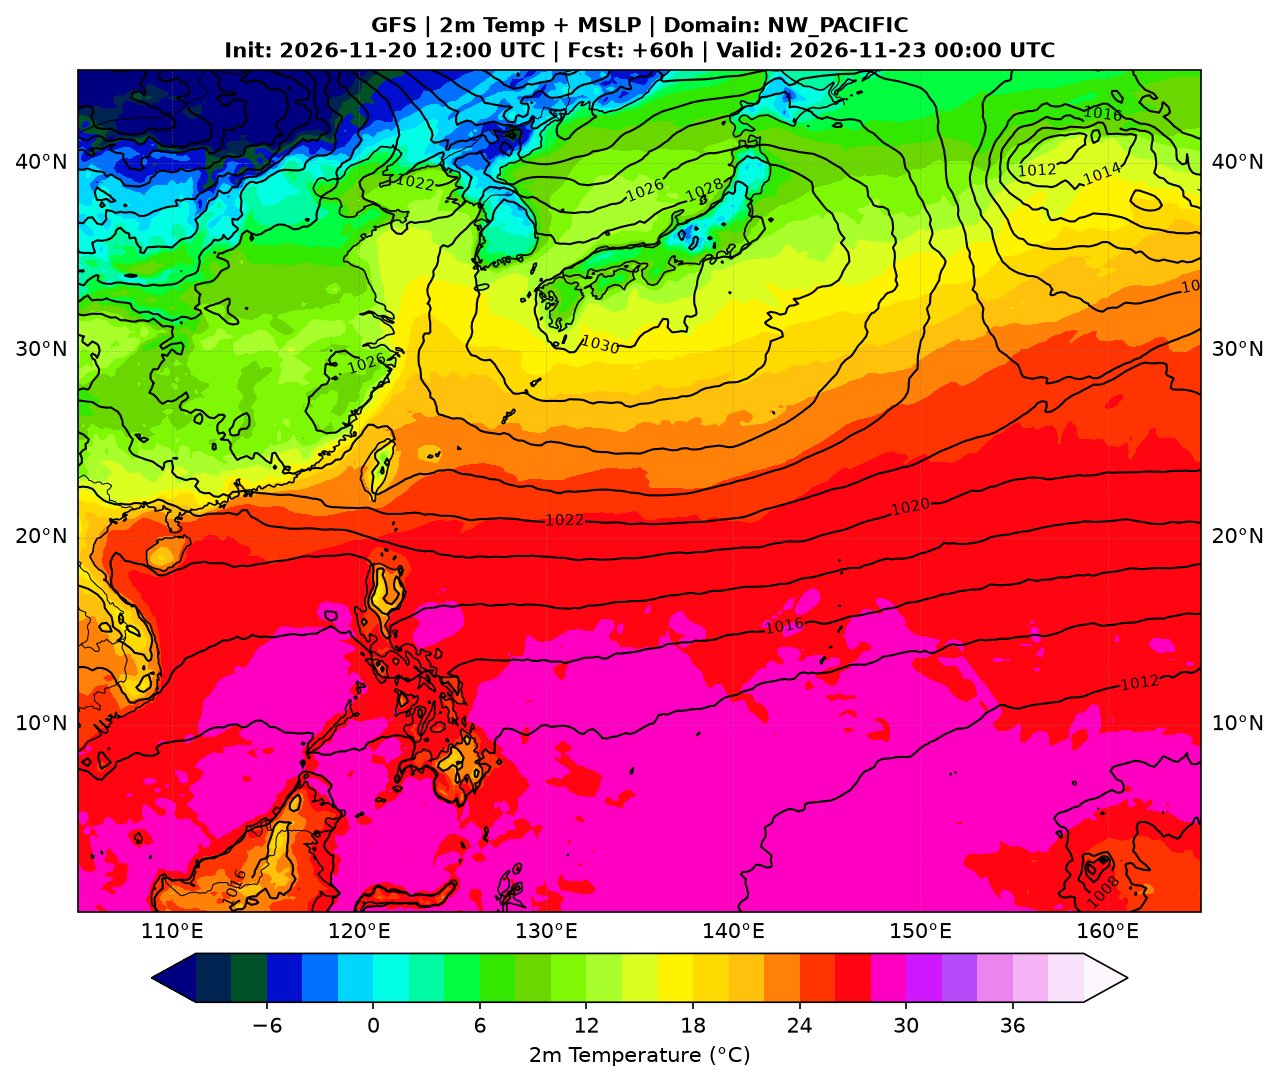 GFS | 2m Temp + MSLP | Domain: NW_PACIFIC
Init: 2026-11-20 12:00 UTC | Fcst: +60h | Valid: 2026-11-23 00:00 UTC
1016
40°N
40°N
1012
1014
1022
1026
1028
10
30°N
30°N
1030
1026
1020
1022
20°N
20°N
1016
1012
10°N
10°N
1016
1008
110°E
120°E
130°E
140°E
150°E
160°E
−6
0
6
12
18
24
30
36
2m Temperature (°C)